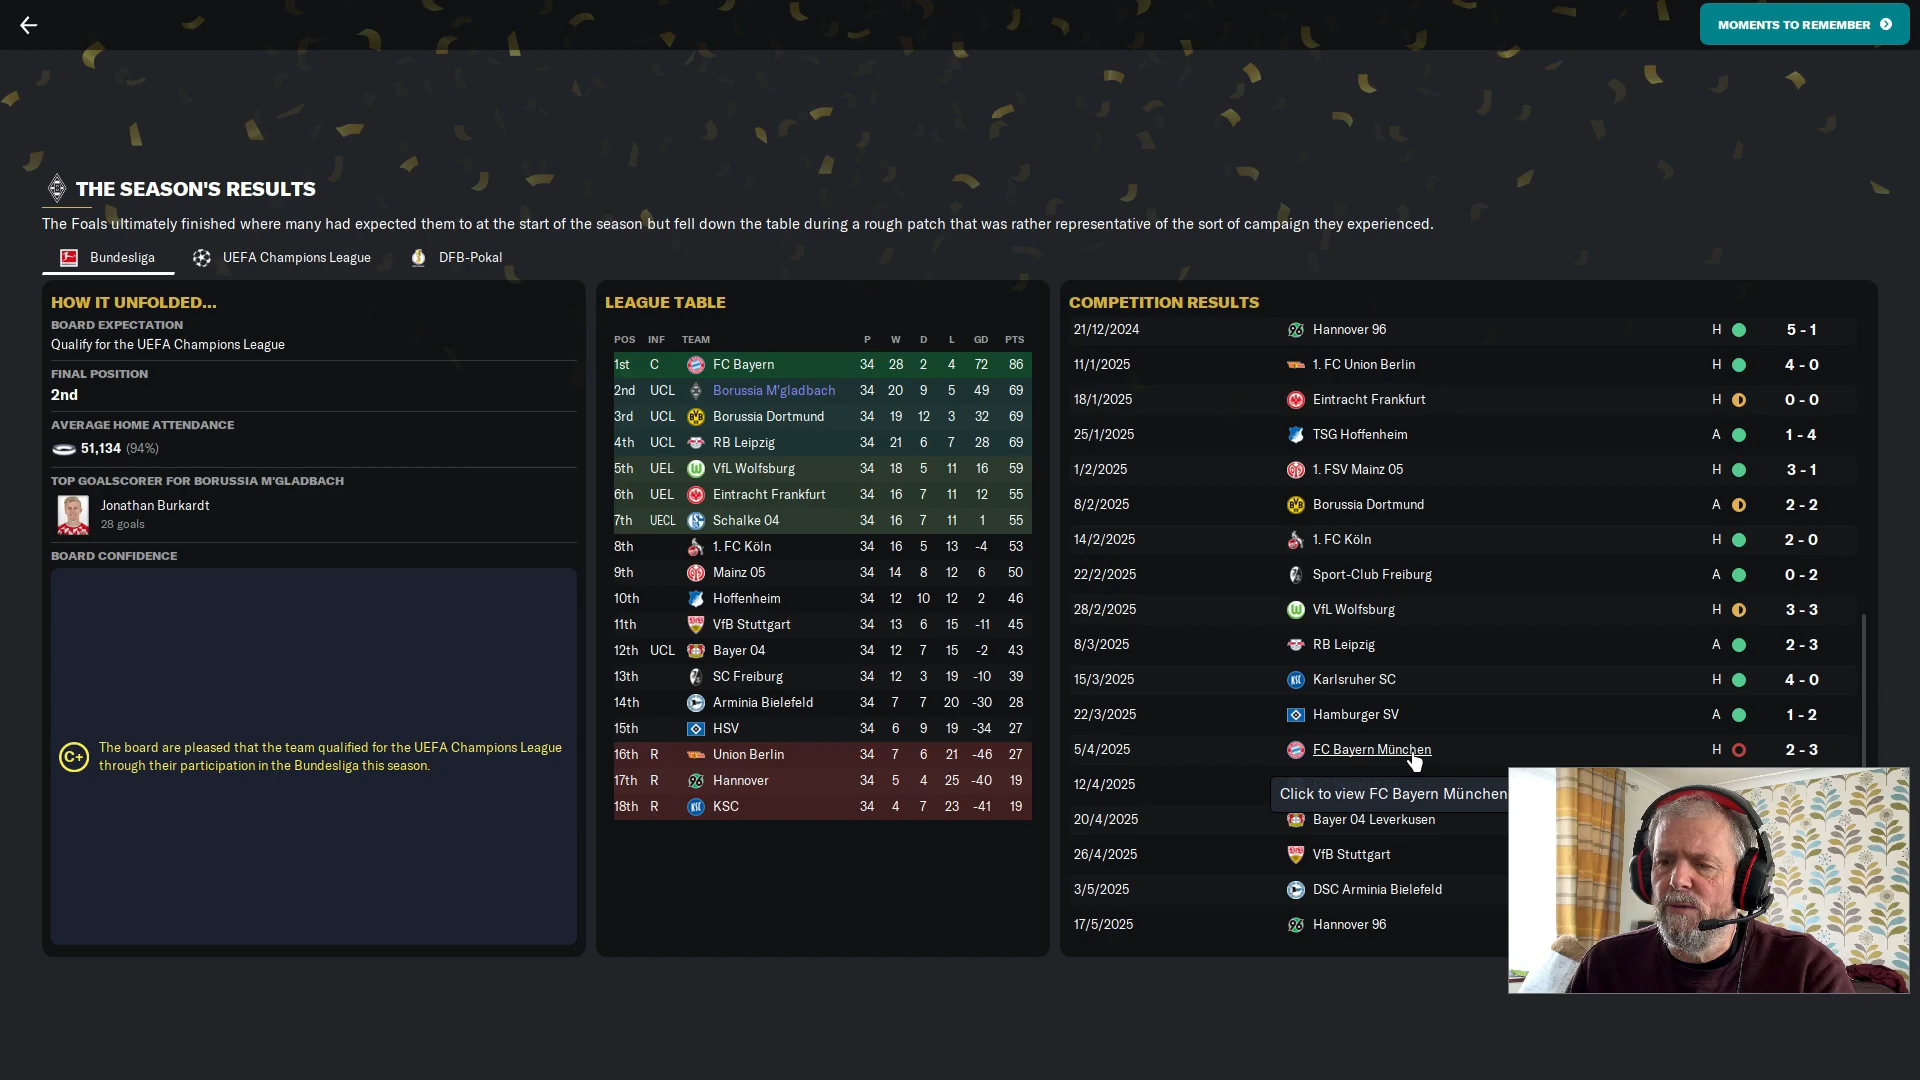 MOMENTS TO REMEMBER
THE SEASON'S RESULTS
The Foals ultimately finished where many had expected them to at the start of the season but fell down the table during a rough patch that was rather representative of the sort of campaign they experienced.
Bundesliga UEFA Champions League DFB-Pokal
HOW IT UNFOLDED...
BOARD EXPECTATION
Qualify for the UEFA Champions League
FINAL POSITION
2nd
AVERAGE HOME ATTENDANCE
51,134 (94%)
TOP GOALSCORER FOR BORUSSIA M'GLADBACH
Jonathan Burkardt
28 goals
BOARD CONFIDENCE
C+
The board are pleased that the team qualified for the UEFA Champions League
through their participation in the Bundesliga this season.
LEAGUE TABLE
POS INF TEAM P W D L GD PTS
1st C FC Bayern 34 28 2 4 72 86
2nd UCL Borussia M'gladbach 34 20 9 5 49 69
3rd UCL Borussia Dortmund 34 19 12 3 32 69
4th UCL RB Leipzig 34 21 6 7 28 69
5th UEL VfL Wolfsburg 34 18 5 11 16 59
6th UEL Eintracht Frankfurt 34 16 7 11 12 55
7th UECL Schalke 04 34 16 7 11 1 55
8th 1. FC Köln 34 16 5 13 -4 53
9th Mainz 05 34 14 8 12 6 50
10th Hoffenheim 34 12 10 12 2 46
11th VfB Stuttgart 34 13 6 15 -11 45
12th UCL Bayer 04 34 12 7 15 -2 43
13th SC Freiburg 34 12 3 19 -10 39
14th Arminia Bielefeld 34 7 7 20 -30 28
15th HSV 34 6 9 19 -34 27
16th R Union Berlin 34 7 6 21 -46 27
17th R Hannover 34 5 4 25 -40 19
18th R KSC 34 4 7 23 -41 19
COMPETITION RESULTS
21/12/2024 Hannover 96 H 5 - 1
11/1/2025 1. FC Union Berlin H 4 - 0
18/1/2025 Eintracht Frankfurt H 0 - 0
25/1/2025 TSG Hoffenheim A 1 - 4
1/2/2025 1. FSV Mainz 05 H 3 - 1
8/2/2025 Borussia Dortmund A 2 - 2
14/2/2025 1. FC Köln H 2 - 0
22/2/2025 Sport-Club Freiburg A 0 - 2
28/2/2025 VfL Wolfsburg H 3 - 3
8/3/2025 RB Leipzig A 2 - 3
15/3/2025 Karlsruher SC H 4 - 0
22/3/2025 Hamburger SV A 1 - 2
5/4/2025 FC Bayern München H 2 - 3
12/4/2025
Click to view FC Bayern München
20/4/2025 Bayer 04 Leverkusen
26/4/2025 VfB Stuttgart
3/5/2025 DSC Arminia Bielefeld
17/5/2025 Hannover 96